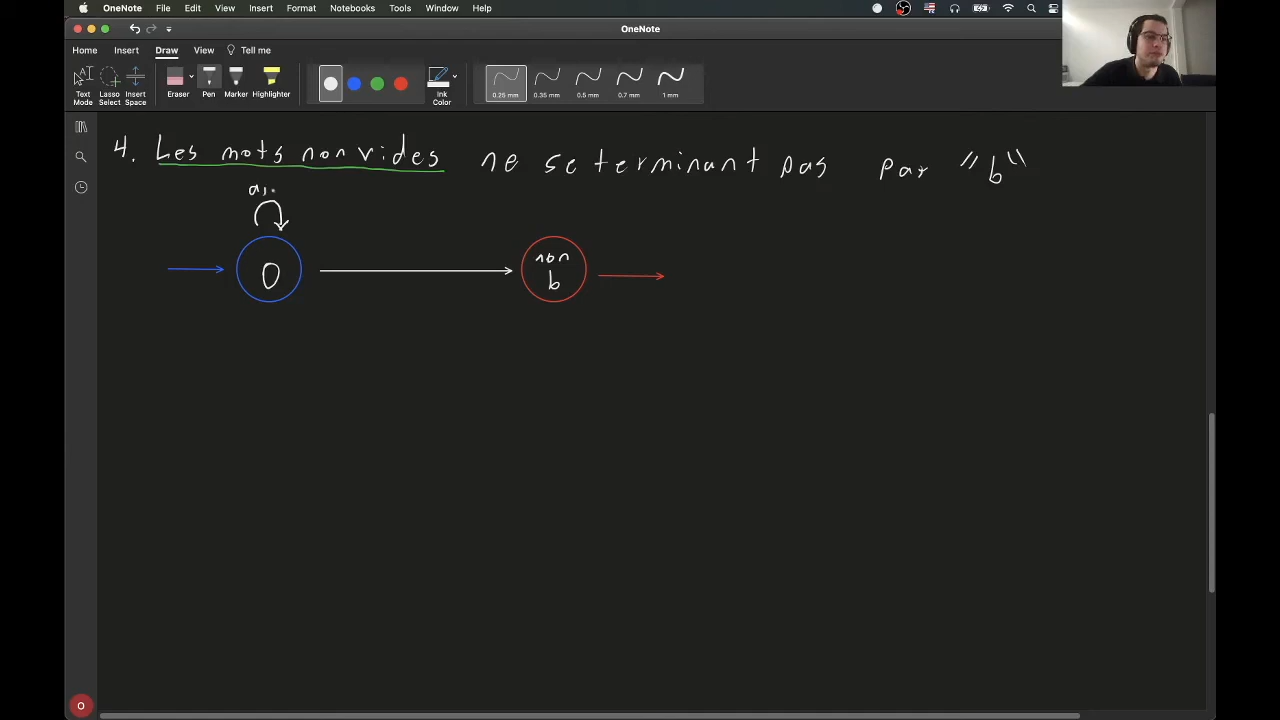 OneNote File Edit View Insert Format Notebooks Tools Window Help
OneNote
Home Insert Draw View Tell me
Text Mode Lasso Select Insert Space Eraser Pen Marker Highlighter Ink Color 0.25 mm 0.35 mm 0.5 mm 0.7 mm 1 mm
4. Les mots non vides ne se terminant pas par "b"
a,
0
non
b
O